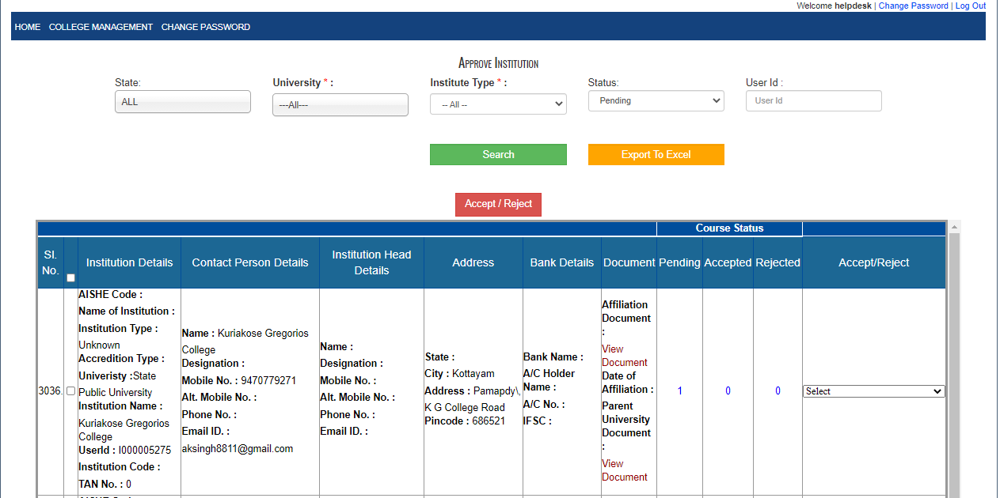 Welcome helpdesk | Change Password | Log Out
HOME COLLEGE MANAGEMENT CHANGE PASSWORD
Approve Institution
State: University * : Institute Type * : Status: User Id :
ALL ---All--- -- All -- Pending User Id
Search Export To Excel
Accept / Reject
Course Status
Sl. No. Institution Details Contact Person Details Institution Head Details Address Bank Details Document Pending Accepted Rejected Accept/Reject
3036.
AISHE Code :
Name of Institution :
Institution Type :
Unknown
Accredition Type :
Univeristy :State
Public University
Institution Name :
Kuriakose Gregorios
College
UserId : I000005275
Institution Code :
TAN No. : 0
Name : Kuriakose Gregorios
College
Designation :
Mobile No. : 9470779271
Alt. Mobile No. :
Phone No. :
Email ID. :
aksingh8811@gmail.com
Name :
Designation :
Mobile No. :
Alt. Mobile No. :
Phone No. :
Email ID. :
State :
City : Kottayam
Address : Pamapdy\,
K G College Road
Pincode : 686521
Bank Name :
A/C Holder
Name :
A/C No. :
IFSC :
Affiliation
Document
:
View
Document
Date of
Affiliation :
Parent
University
Document
:
View
Document
1 0 0 Select